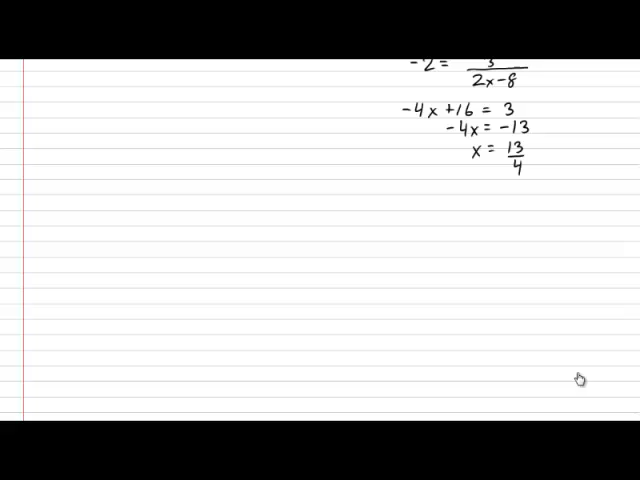 -2 = 3
2x-8
-4x +16 = 3
-4x = -13
x = 13
4